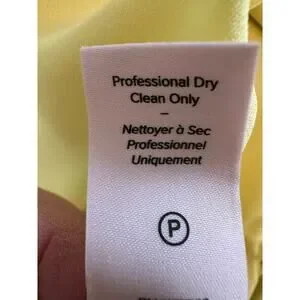 Professional Dry
Clean Only
–
Nettoyer à Sec
Professionnel
Uniquement
P